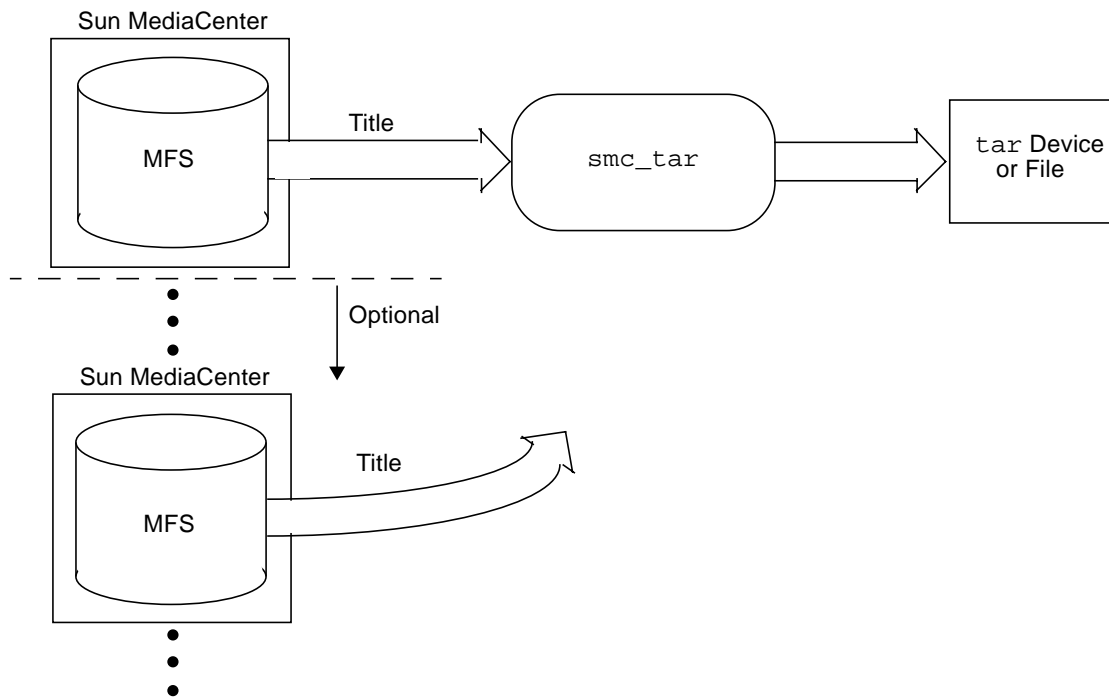 Sun MediaCenter
MFS
Title
smc_tar
tar Device
or File
Optional
Sun MediaCenter
MFS
Title